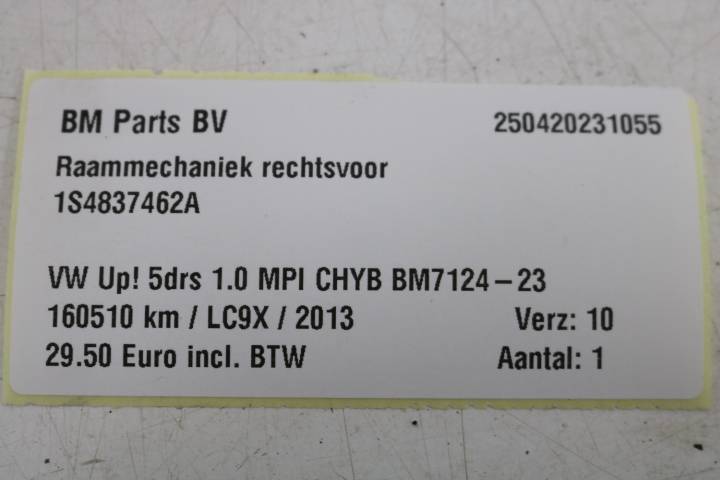 BM Parts BV 250420231055
Raammechaniek rechtsvoor
1S4837462A
VW Up! 5drs 1.0 MPI CHYB BM7124-23
160510 km / LC9X / 2013 Verz: 10
29.50 Euro incl. BTW Aantal: 1